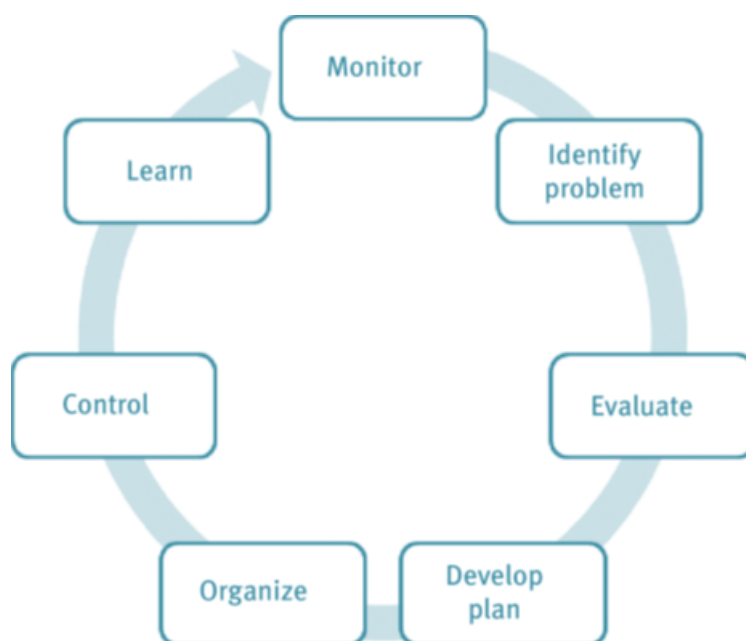 Monitor
Identify
problem
Evaluate
Develop
plan
Organize
Control
Learn